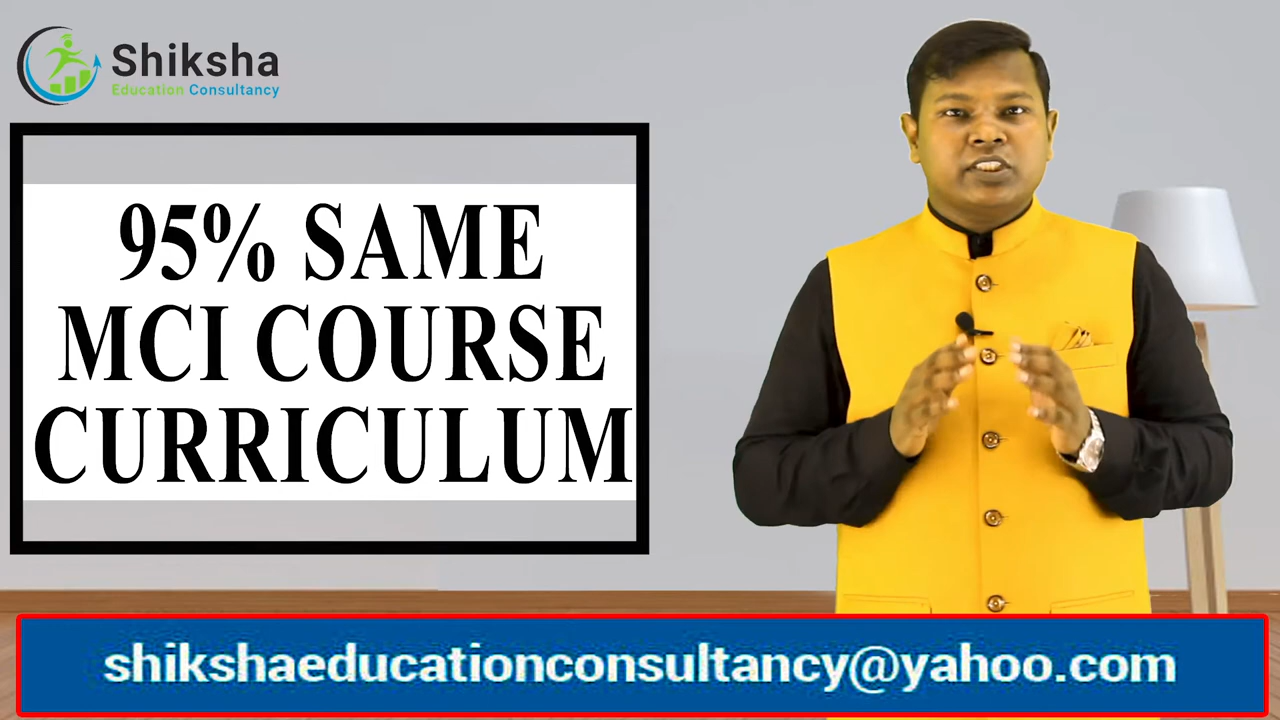 Shiksha
Education Consultancy
95% SAME
MCI COURSE
CURRICULUM
shikshaeducationconsultancy@yahoo.com